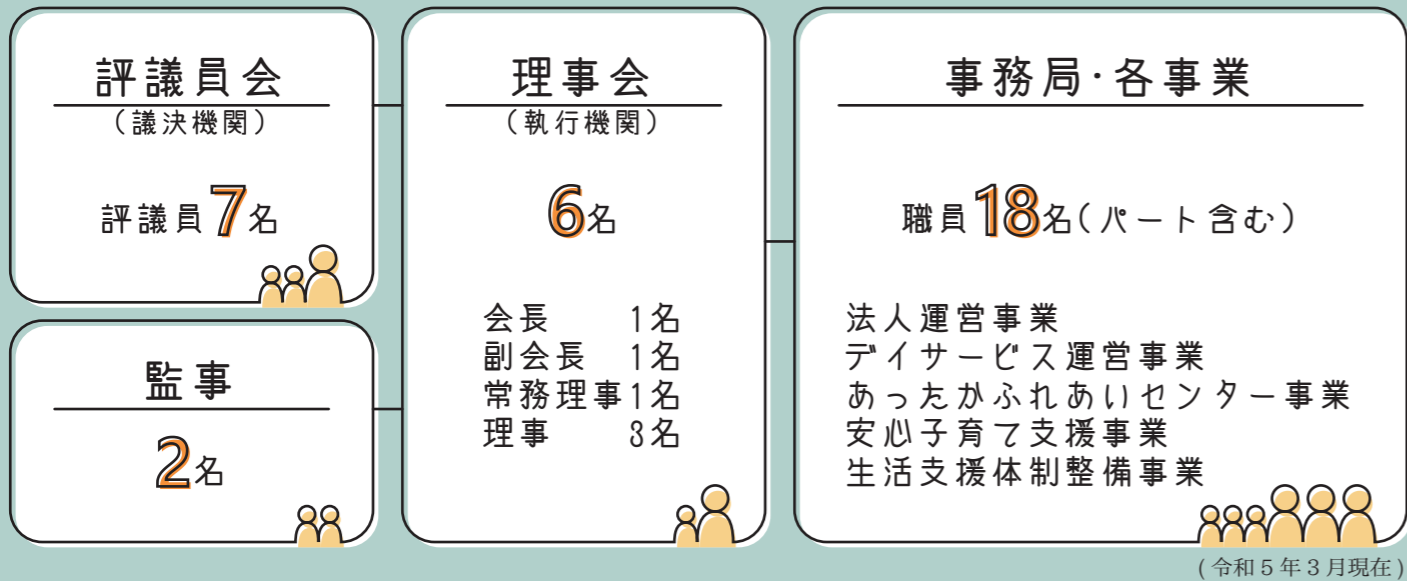 評議員会
（議決機関）
評議員7名
監事
2名
理事会
（執行機関）
6名
会長 1名
副会長 1名
常務理事1名
理事 3名
事務局・各事業
職員18名（パート含む）
法人運営事業
デイサービス運営事業
あったかふれあいセンター事業
安心子育て支援事業
生活支援体制整備事業
（令和５年３月現在）